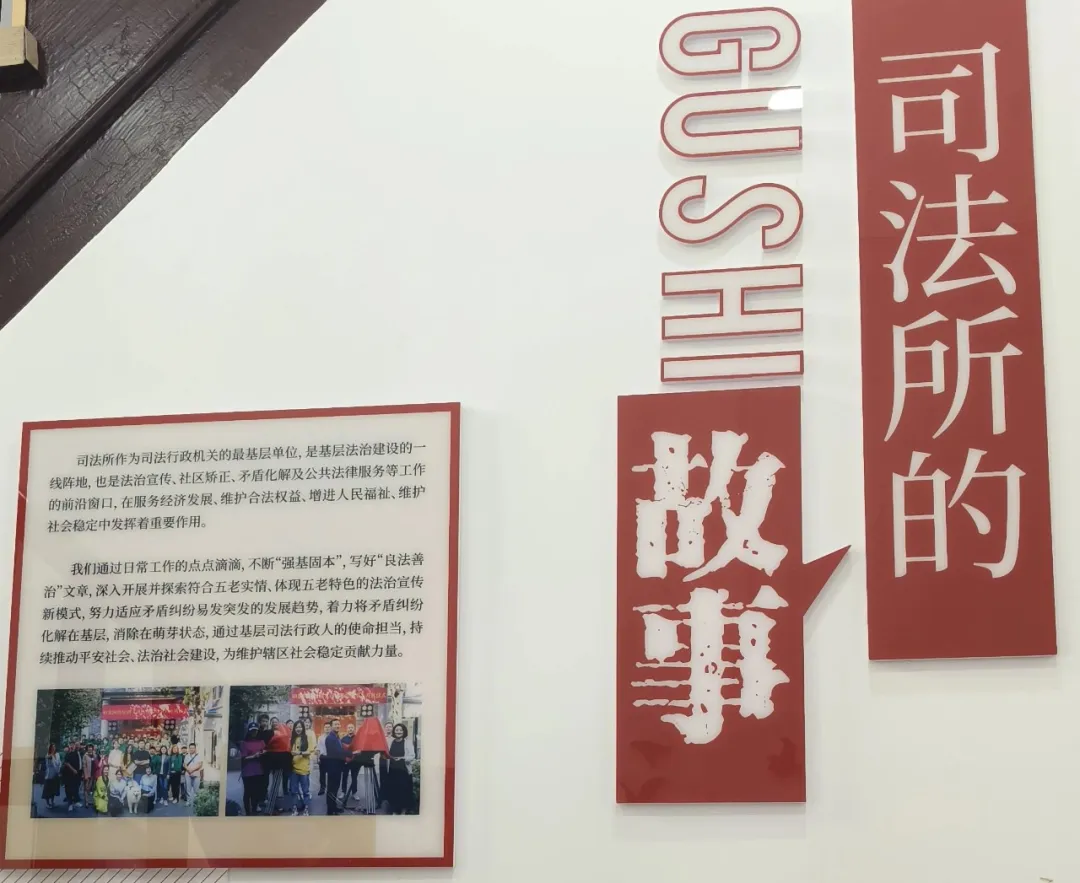 司法所的
故事
GUSHI
司法所作为司法行政机关的最基层单位,是基层法治建设的一
线阵地,也是法治宣传、社区矫正、矛盾化解及公共法律服务等工作
的前沿窗口,在服务经济发展、维护合法权益、增进人民福祉、维护
社会稳定中发挥着重要作用。
我们通过日常工作的点点滴滴,不断“强基固本”,写好“良法善
治”文章,深入开展并探索符合五老实情、体现五老特色的法治宣传
新模式,努力适应矛盾纠纷易发突发的发展趋势,着力将矛盾纠纷
化解在基层,消除在萌芽状态,通过基层司法行政人的使命担当,持
续推动平安社会、法治社会建设,为维护辖区社会稳定贡献力量。